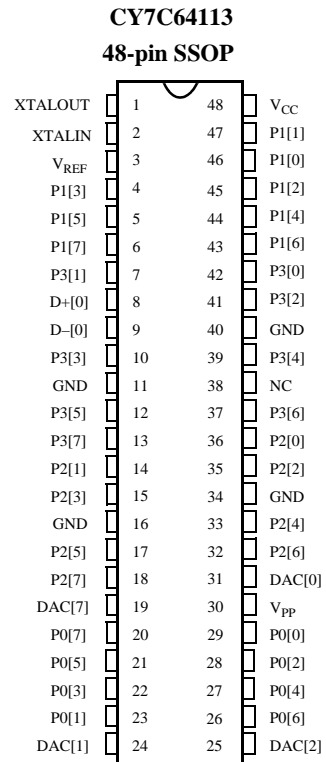 CY7C64113
48-pin SSOP
XTALOUT 1 48 VCC
XTALIN 2 47 P1[1]
VREF 3 46 P1[0]
P1[3] 4 45 P1[2]
P1[5] 5 44 P1[4]
P1[7] 6 43 P1[6]
P3[1] 7 42 P3[0]
D+[0] 8 41 P3[2]
D–[0] 9 40 GND
P3[3] 10 39 P3[4]
GND 11 38 NC
P3[5] 12 37 P3[6]
P3[7] 13 36 P2[0]
P2[1] 14 35 P2[2]
P2[3] 15 34 GND
GND 16 33 P2[4]
P2[5] 17 32 P2[6]
P2[7] 18 31 DAC[0]
DAC[7] 19 30 VPP
P0[7] 20 29 P0[0]
P0[5] 21 28 P0[2]
P0[3] 22 27 P0[4]
P0[1] 23 26 P0[6]
DAC[1] 24 25 DAC[2]